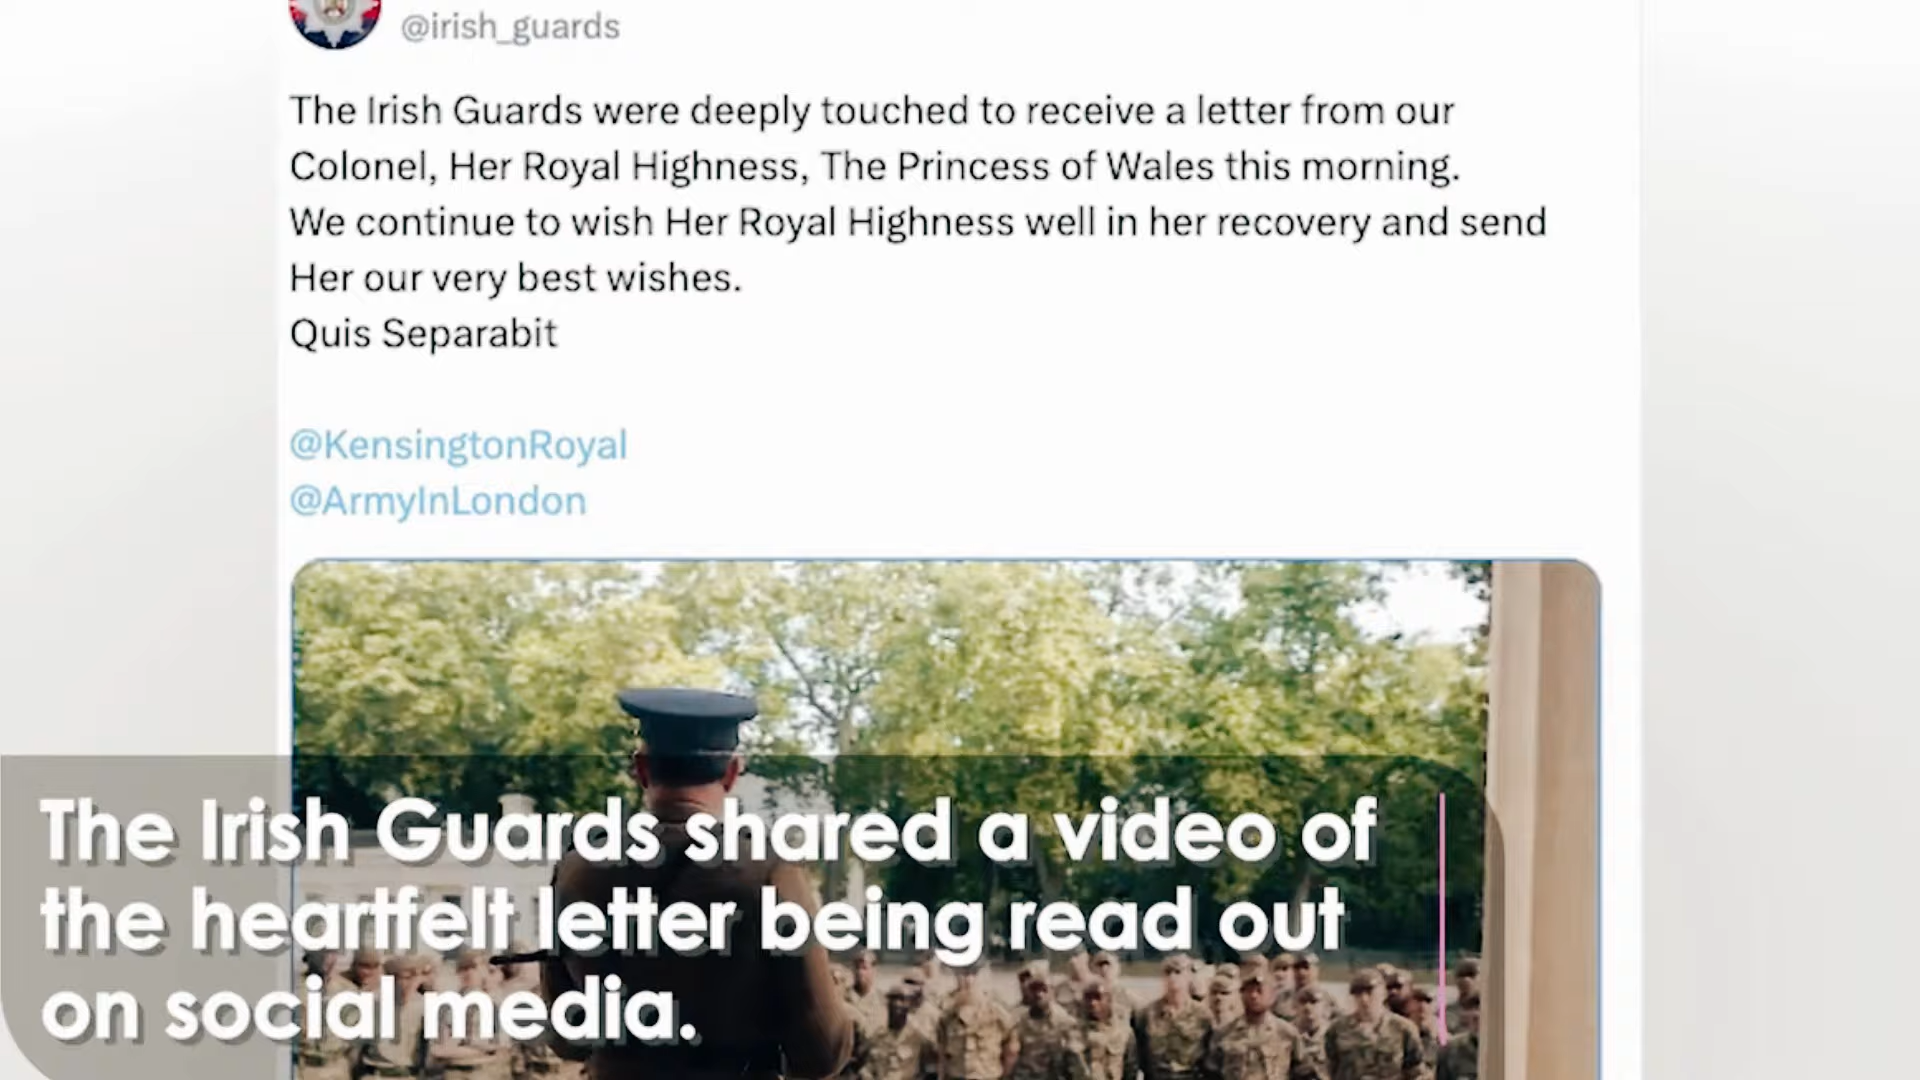 @irish_guards
The Irish Guards were deeply touched to receive a letter from our
Colonel, Her Royal Highness, The Princess of Wales this morning.
We continue to wish Her Royal Highness well in her recovery and send
Her our very best wishes.
Quis Separabit
@KensingtonRoyal
@ArmyInLondon
The Irish Guards shared a video of
the heartfelt letter being read out
on social media.